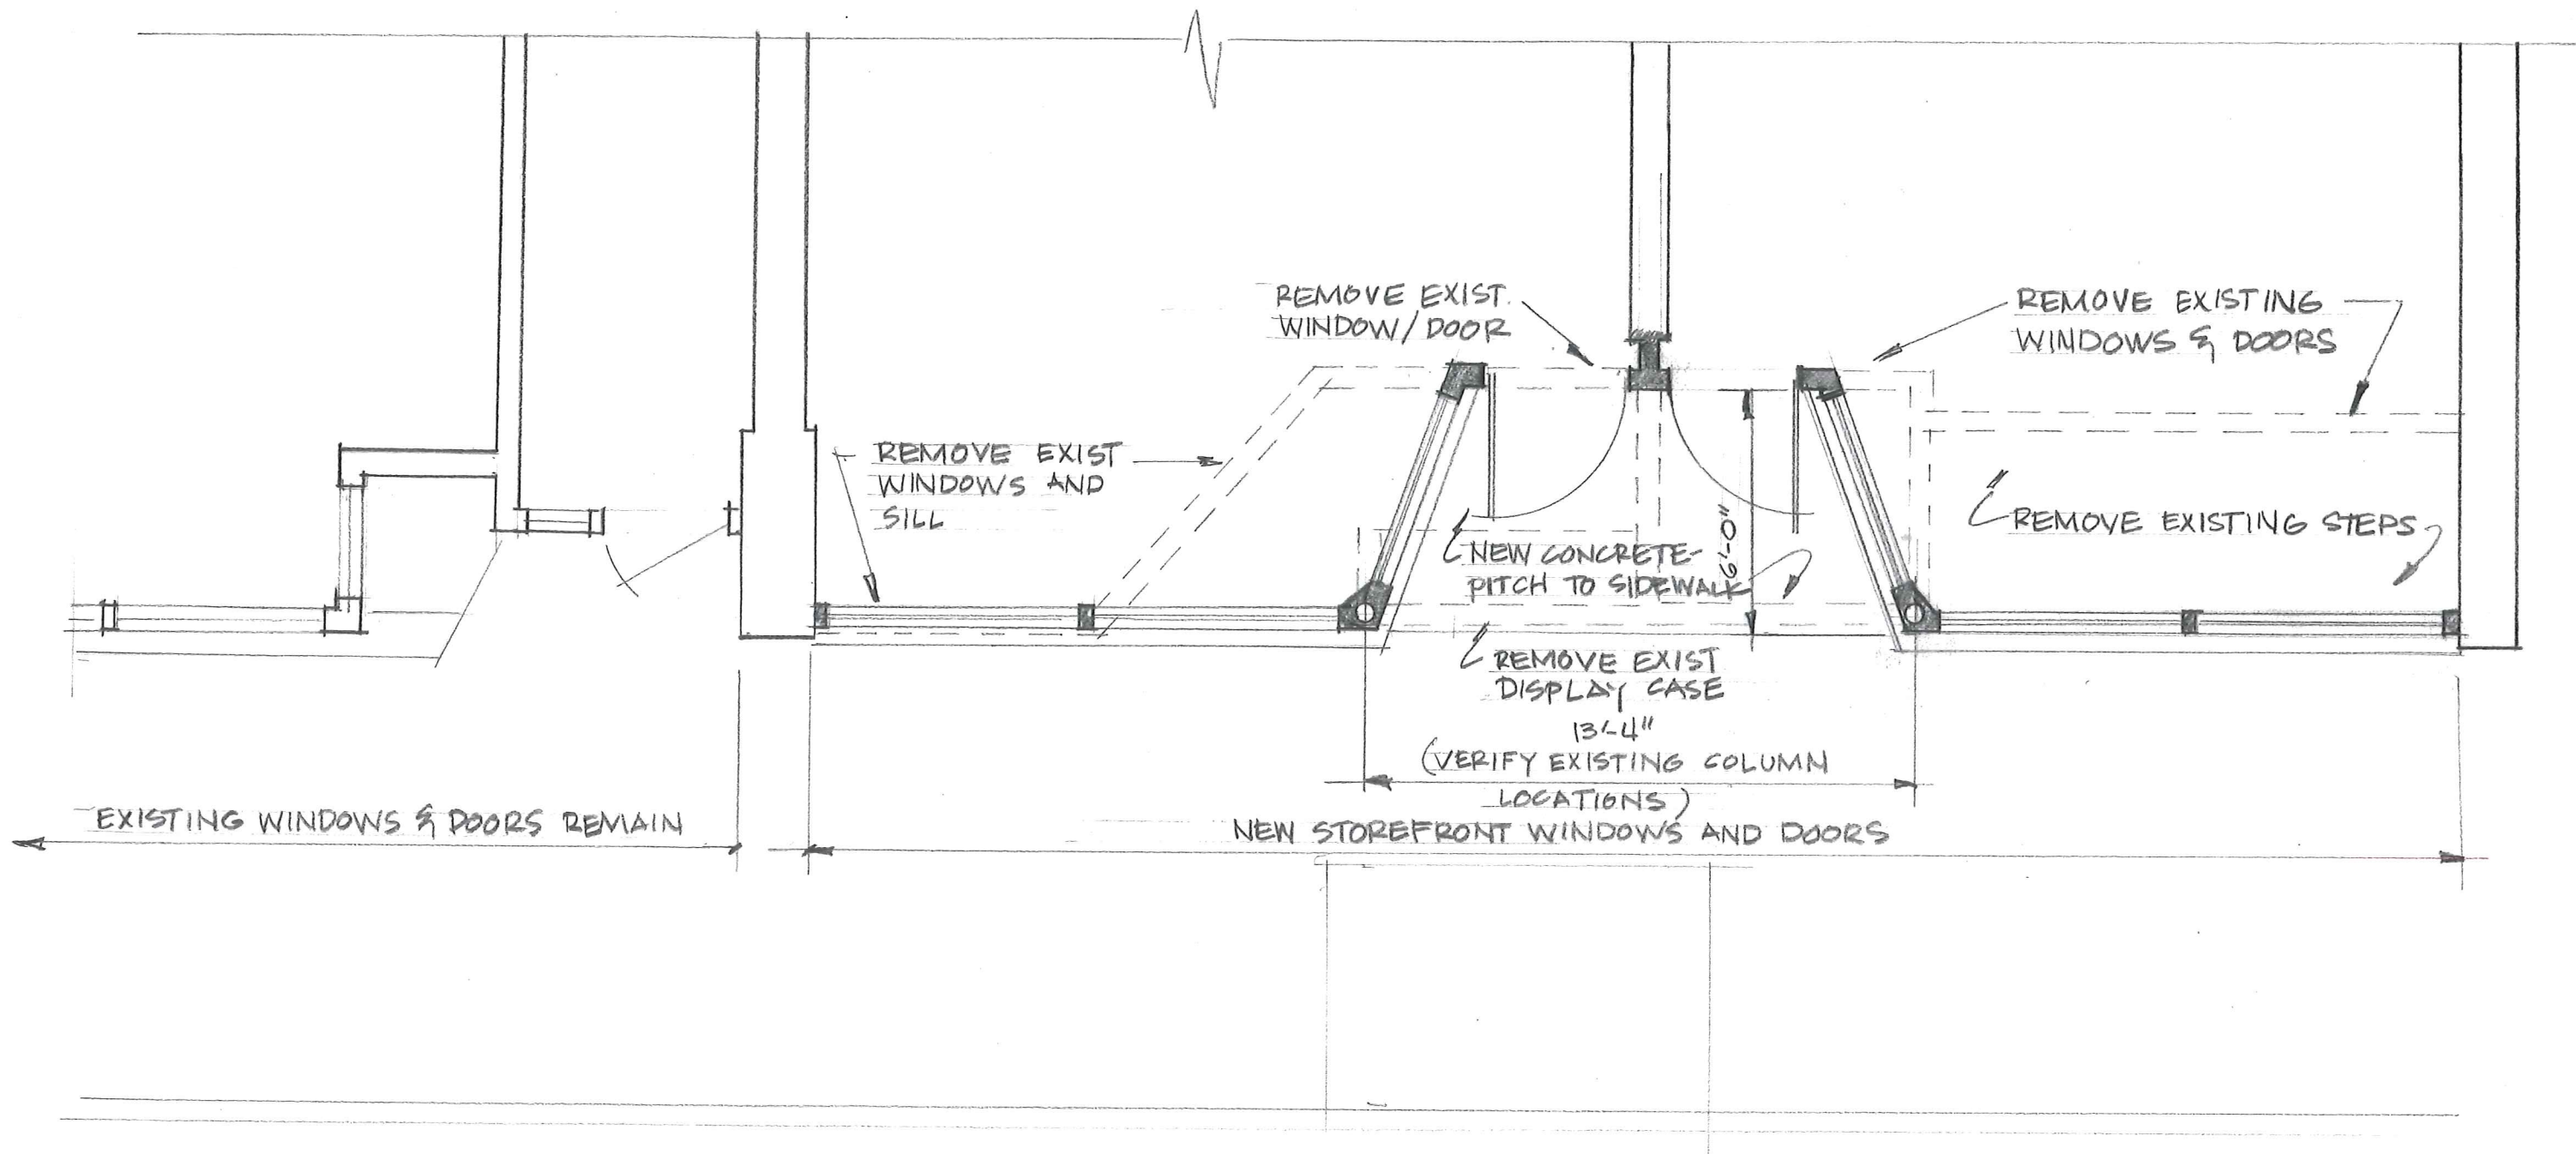 REMOVE EXIST.
WINDOW/DOOR
REMOVE EXISTING
WINDOWS & DOORS
REMOVE EXIST
WINDOWS AND
SILL
REMOVE EXISTING STEPS
NEW CONCRETE-
PITCH TO SIDEWALK
6'-0"
REMOVE EXIST
DISPLAY CASE
13'-4"
(VERIFY EXISTING COLUMN
LOCATIONS)
EXISTING WINDOWS & DOORS REMAIN
NEW STOREFRONT WINDOWS AND DOORS